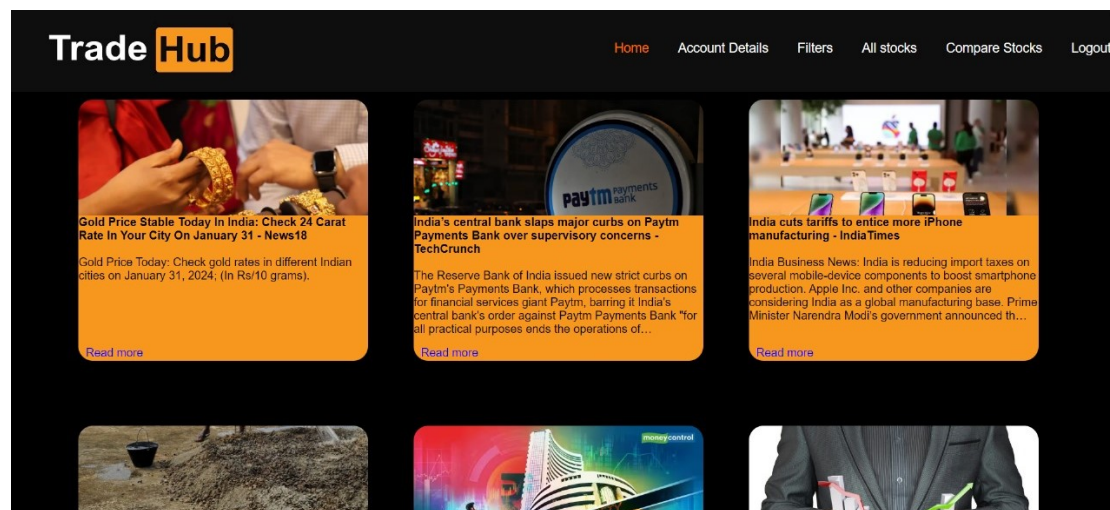 Trade Hub
Home Account Details Filters All stocks Compare Stocks Logout
Paytm Payments Bank
Gold Price Stable Today In India: Check 24 Carat
Rate In Your City On January 31 - News18
Gold Price Today: Check gold rates in different Indian
cities on January 31, 2024; (In Rs/10 grams).
Read more
India's central bank slaps major curbs on Paytm
Payments Bank over supervisory concerns -
TechCrunch
The Reserve Bank of India issued new strict curbs on
Paytm's Payments Bank, which processes transactions
for financial services giant Paytm, barring it India's
central bank's order against Paytm Payments Bank "for
all practical purposes ends the operations of…
Read more
India cuts tariffs to entice more iPhone
manufacturing - IndiaTimes
India Business News: India is reducing import taxes on
several mobile-device components to boost smartphone
production. Apple Inc. and other companies are
considering India as a global manufacturing base. Prime
Minister Narendra Modi's government announced th…
Read more
moneycontrol